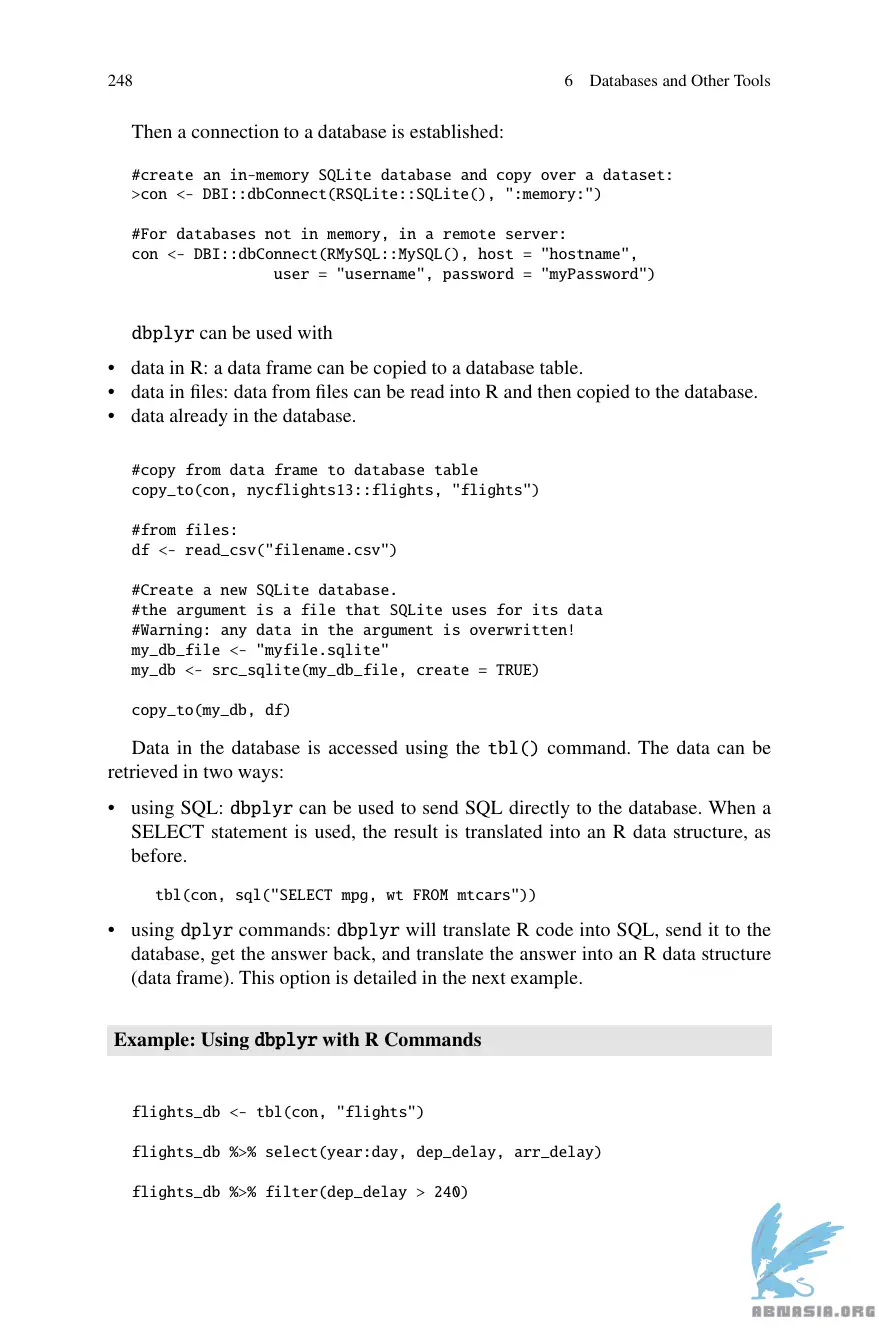 248
6 Databases and Other Tools
Then a connection to a database is established:
#create an in-memory SQLite database and copy over a dataset:
>con <- DBI::dbConnect(RSQLite::SQLite(), ":memory:")
#For databases not in memory, in a remote server:
con <- DBI::dbConnect(RMySQL::MySQL(), host = "hostname",
user = "username", password = "myPassword")
dbplyr can be used with
• data in R: a data frame can be copied to a database table.
• data in files: data from files can be read into R and then copied to the database.
• data already in the database.
#copy from data frame to database table
copy_to(con, nycflights13::flights, "flights")
#from files:
df <- read_csv("filename.csv")
#Create a new SQLite database.
#the argument is a file that SQLite uses for its data
#Warning: any data in the argument is overwritten!
my_db_file <- "myfile.sqlite"
my_db <- src_sqlite(my_db_file, create = TRUE)
copy_to(my_db, df)
Data in the database is accessed using the tbl() command. The data can be
retrieved in two ways:
• using SQL: dbplyr can be used to send SQL directly to the database. When a
SELECT statement is used, the result is translated into an R data structure, as
before.
tbl(con, sql("SELECT mpg, wt FROM mtcars"))
• using dplyr commands: dbplyr will translate R code into SQL, send it to the
database, get the answer back, and translate the answer into an R data structure
(data frame). This option is detailed in the next example.
Example: Using dbplyr with R Commands
flights_db <- tbl(con, "flights")
flights_db %>% select(year:day, dep_delay, arr_delay)
flights_db %>% filter(dep_delay > 240)
ABNASIA.ORG